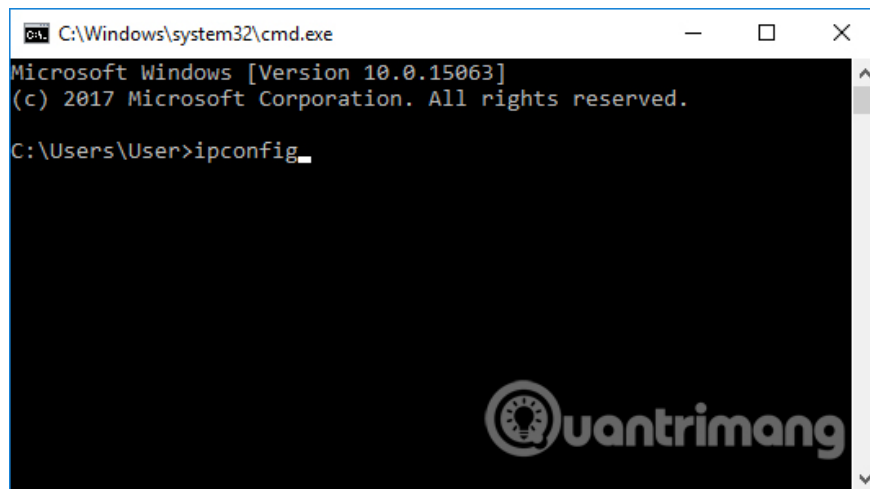 C:\Windows\system32\cmd.exe
Microsoft Windows [Version 10.0.15063]
(c) 2017 Microsoft Corporation. All rights reserved.
C:\Users\User>ipconfig
Quantrimang